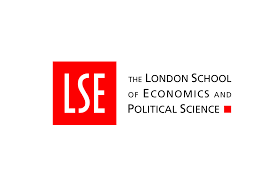 LSE
THE LONDON SCHOOL
OF ECONOMICS AND
POLITICAL SCIENCE